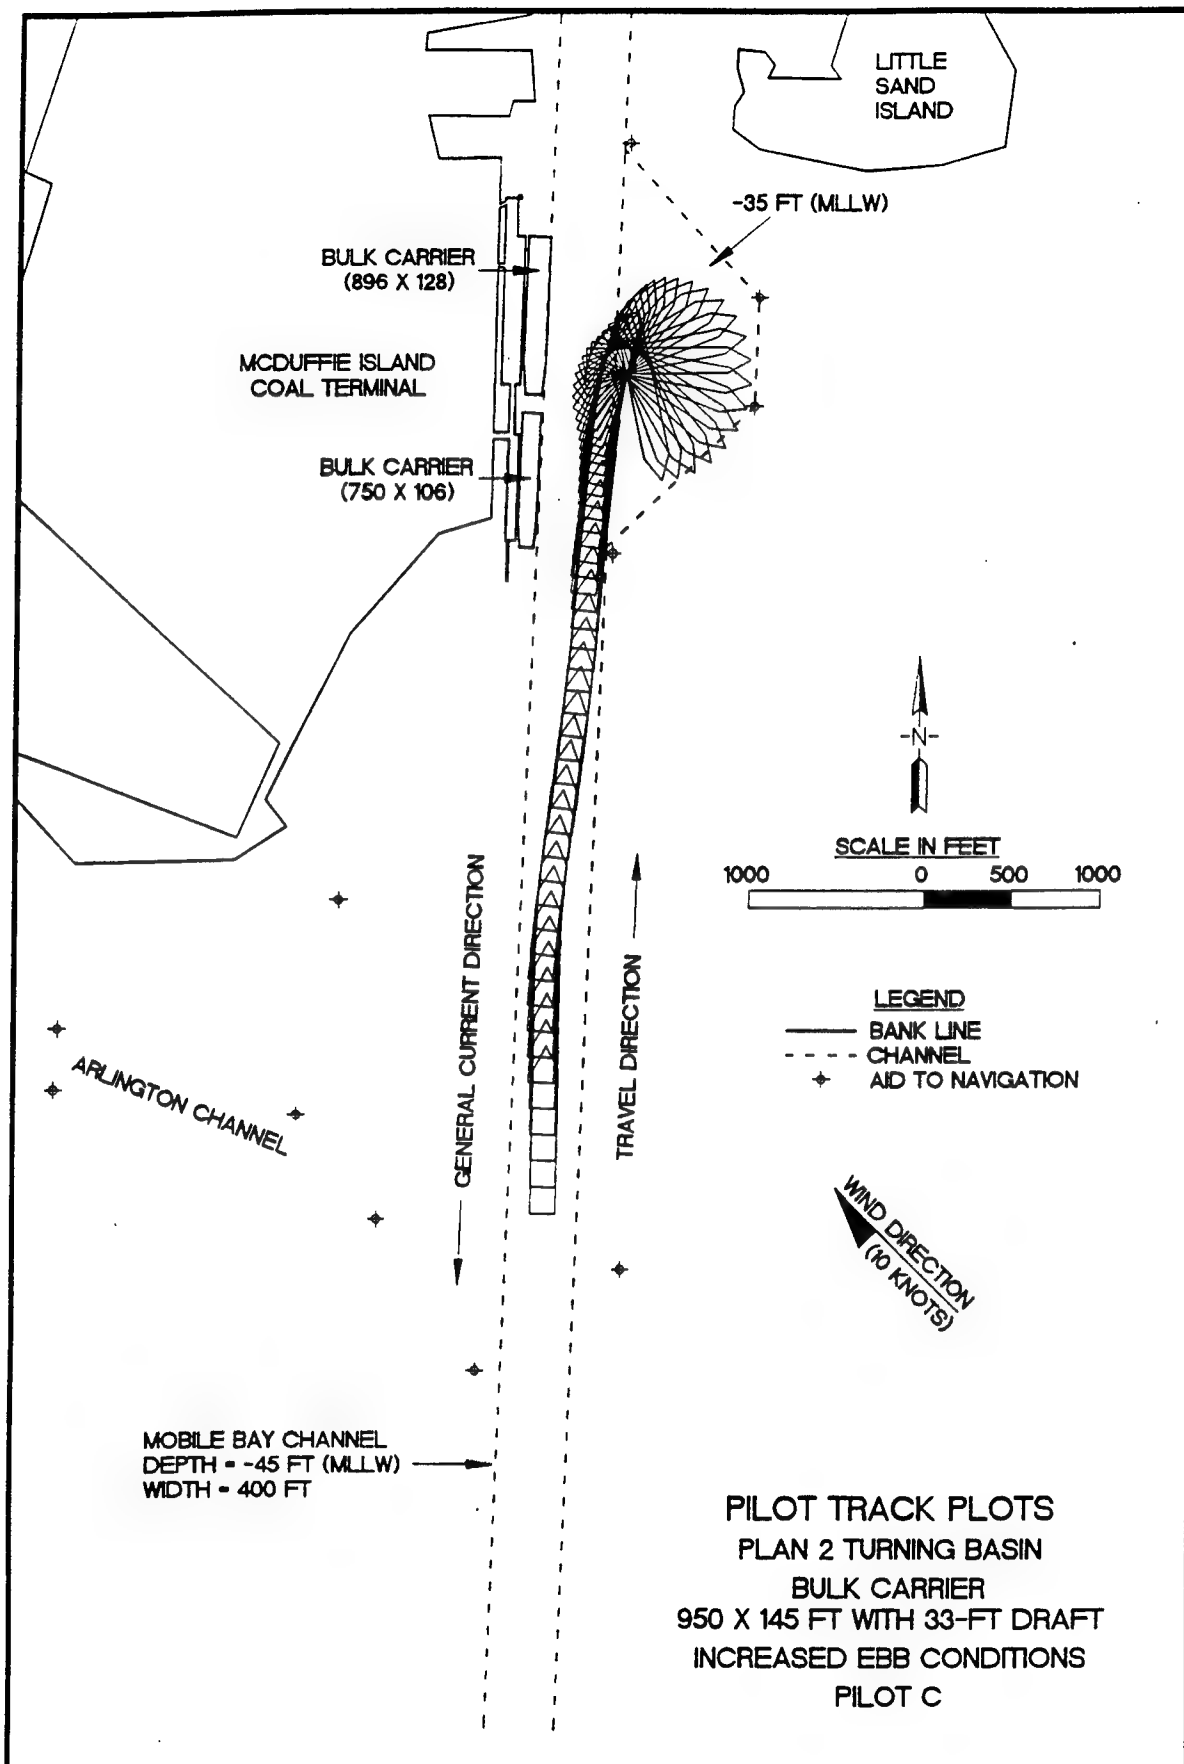 LITTLE
SAND
ISLAND
-35 FT (MLLW)
BULK CARRIER
(896 X 128)
MCDUFFIE ISLAND
COAL TERMINAL
BULK CARRIER
(750 X 106)
-N-
SCALE IN FEET
1000 0 500 1000
GENERAL CURRENT DIRECTION
TRAVEL DIRECTION
LEGEND
BANK LINE
CHANNEL
AID TO NAVIGATION
ARLINGTON CHANNEL
WIND DIRECTION
(10 KNOTS)
MOBILE BAY CHANNEL
DEPTH = -45 FT (MLLW)
WIDTH = 400 FT
PILOT TRACK PLOTS
PLAN 2 TURNING BASIN
BULK CARRIER
950 X 145 FT WITH 33-FT DRAFT
INCREASED EBB CONDITIONS
PILOT C